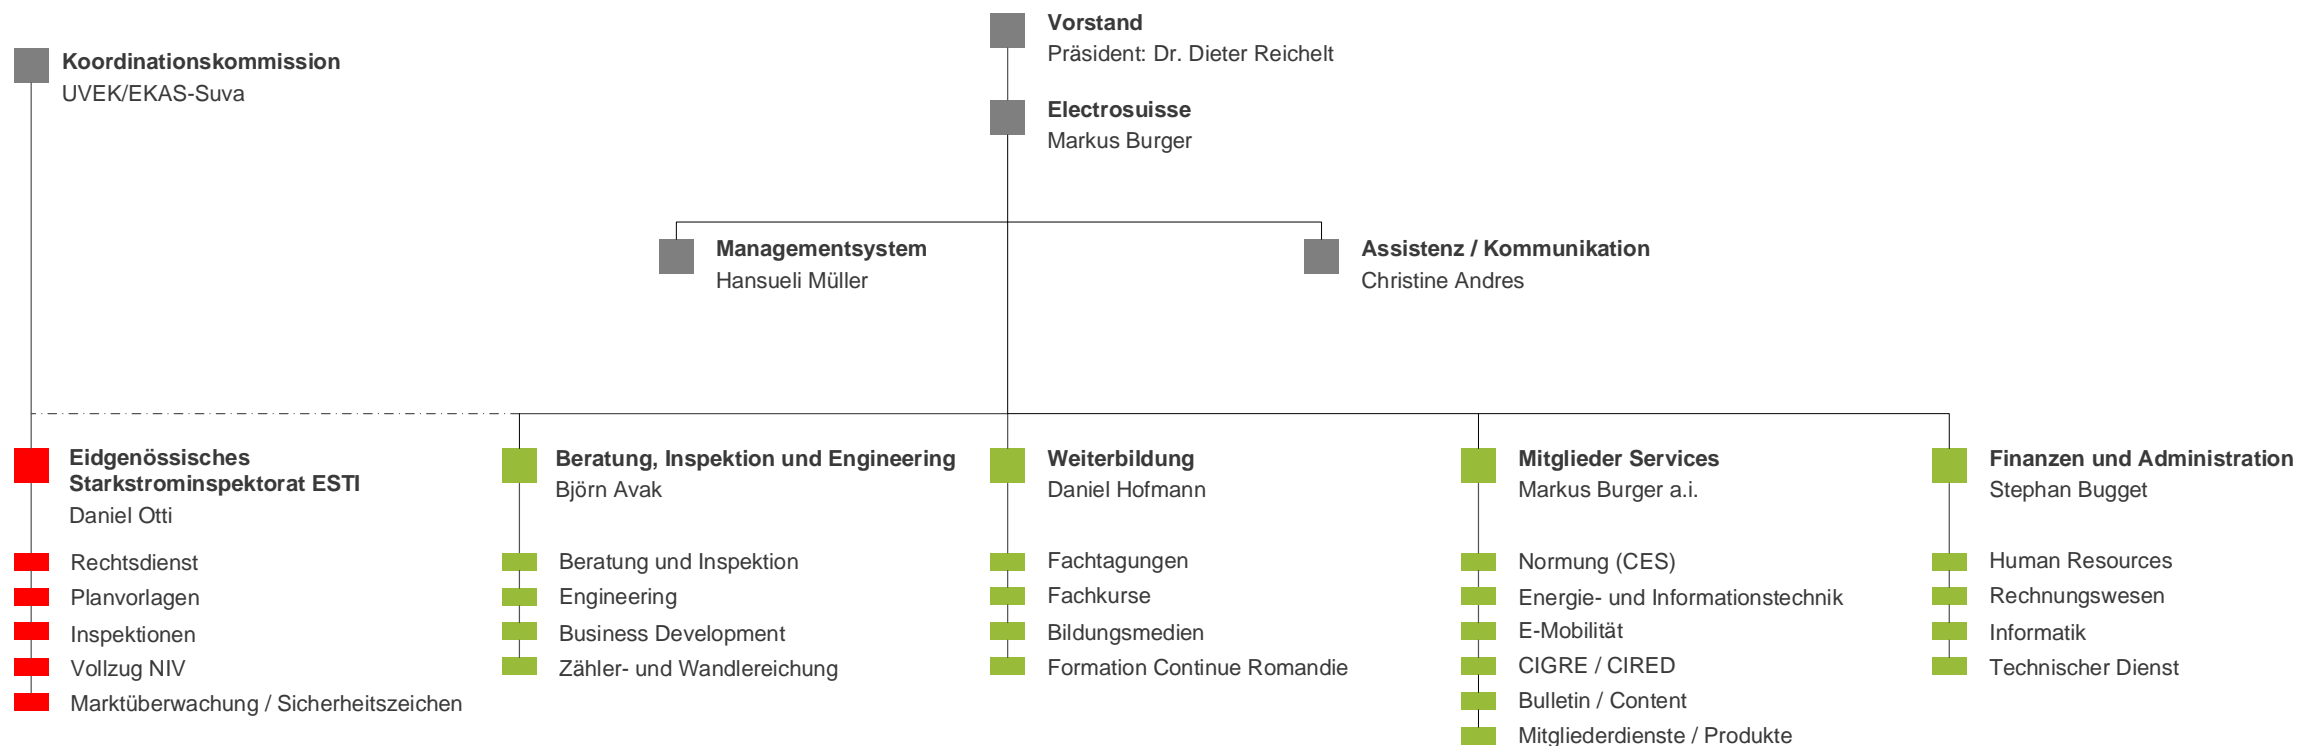 Vorstand
Präsident: Dr. Dieter Reichelt
Koordinationskommission
UVEK/EKAS-Suva
Electrosuisse
Markus Burger
Managementsystem
Hansueli Müller
Assistenz / Kommunikation
Christine Andres
Eidgenössisches
Starkstrominspektorat ESTI
Daniel Otti
Rechtsdienst
Planvorlagen
Inspektionen
Vollzug NIV
Marktüberwachung / Sicherheitszeichen
Beratung, Inspektion und Engineering
Björn Avak
Beratung und Inspektion
Engineering
Business Development
Zähler- und Wandlereichung
Weiterbildung
Daniel Hofmann
Fachtagungen
Fachkurse
Bildungsmedien
Formation Continue Romandie
Mitglieder Services
Markus Burger a.i.
Normung (CES)
Energie- und Informationstechnik
E-Mobilität
CIGRE / CIRED
Bulletin / Content
Mitgliederdienste / Produkte
Finanzen und Administration
Stephan Bugget
Human Resources
Rechnungswesen
Informatik
Technischer Dienst